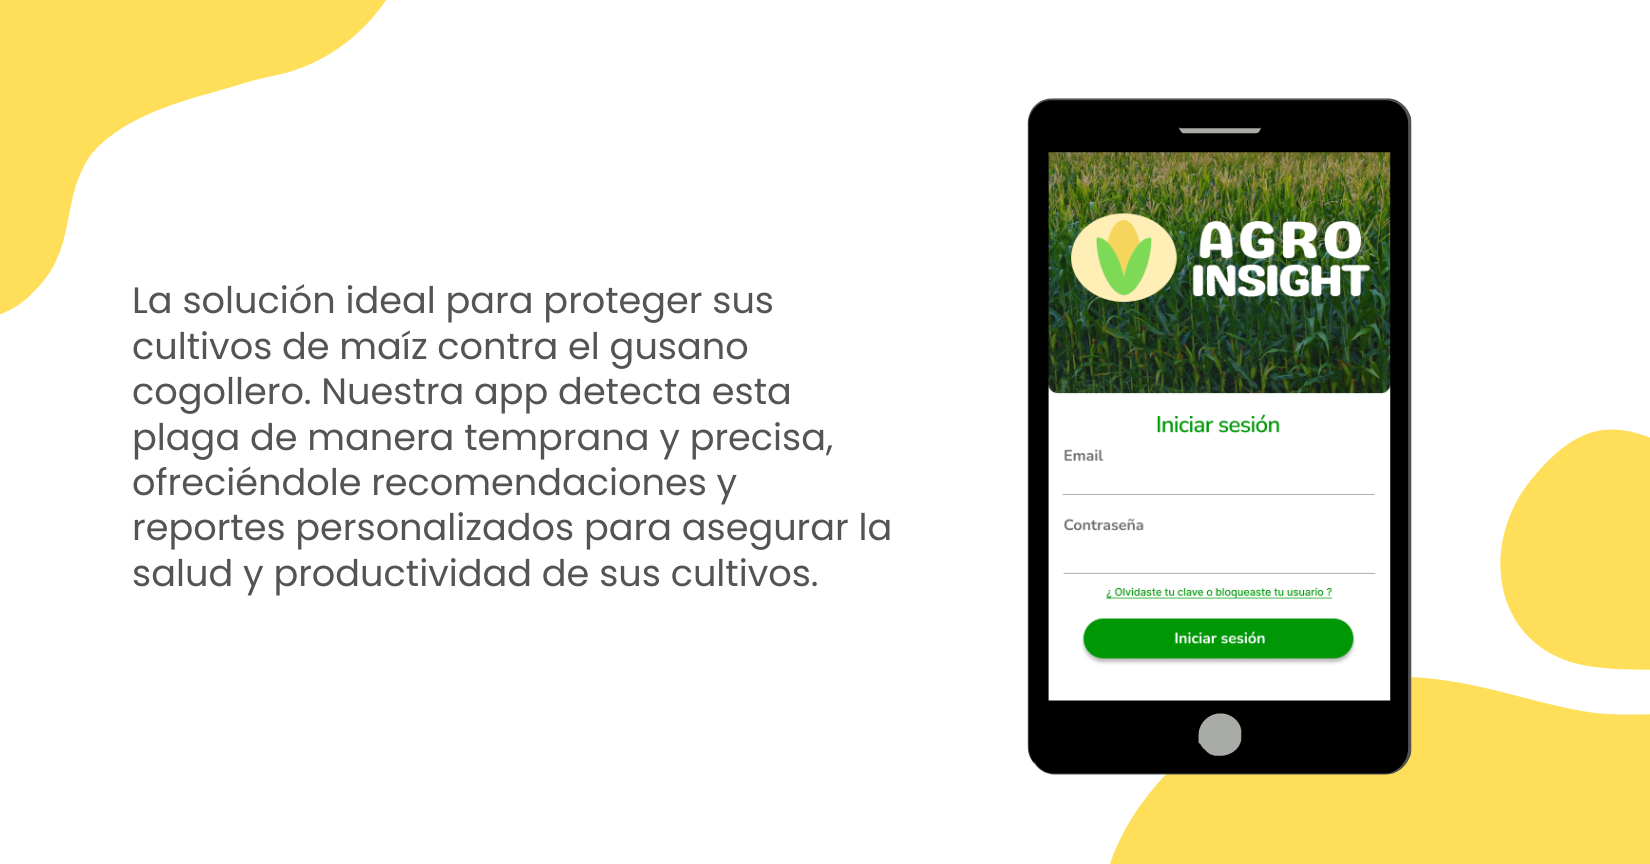 La solución ideal para proteger sus
cultivos de maíz contra el gusano
cogollero. Nuestra app detecta esta
plaga de manera temprana y precisa,
ofreciéndole recomendaciones y
reportes personalizados para asegurar la
salud y productividad de sus cultivos.
AGRO
INSIGHT
Iniciar sesión
Email
Contraseña
¿ Olvidaste tu clave o bloqueaste tu usuario ?
Iniciar sesión